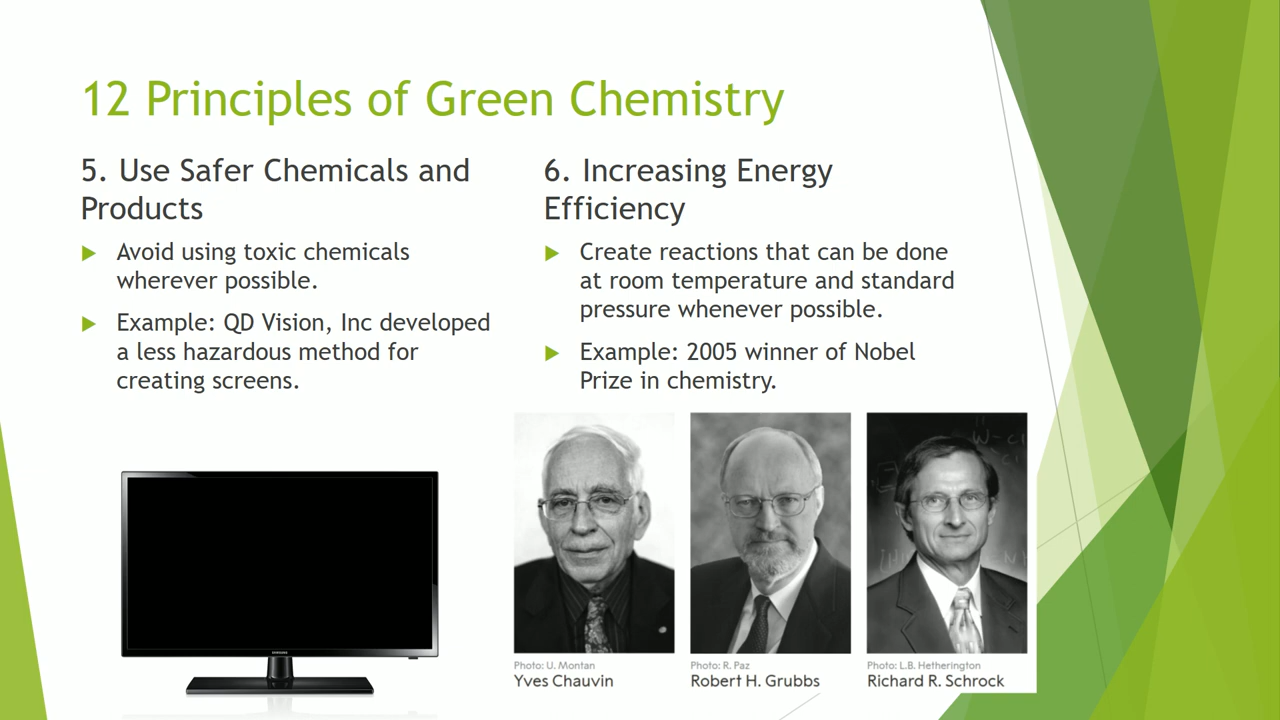 12 Principles of Green Chemistry
5. Use Safer Chemicals and
Products
Avoid using toxic chemicals
wherever possible.
Example: QD Vision, Inc developed
a less hazardous method for
creating screens.
6. Increasing Energy
Efficiency
Create reactions that can be done
at room temperature and standard
pressure whenever possible.
Example: 2005 winner of Nobel
Prize in chemistry.
SAMSUNG
Photo: U. Montan
Yves Chauvin
Photo: R. Paz
Robert H. Grubbs
Photo: L.B. Hetherington
Richard R. Schrock